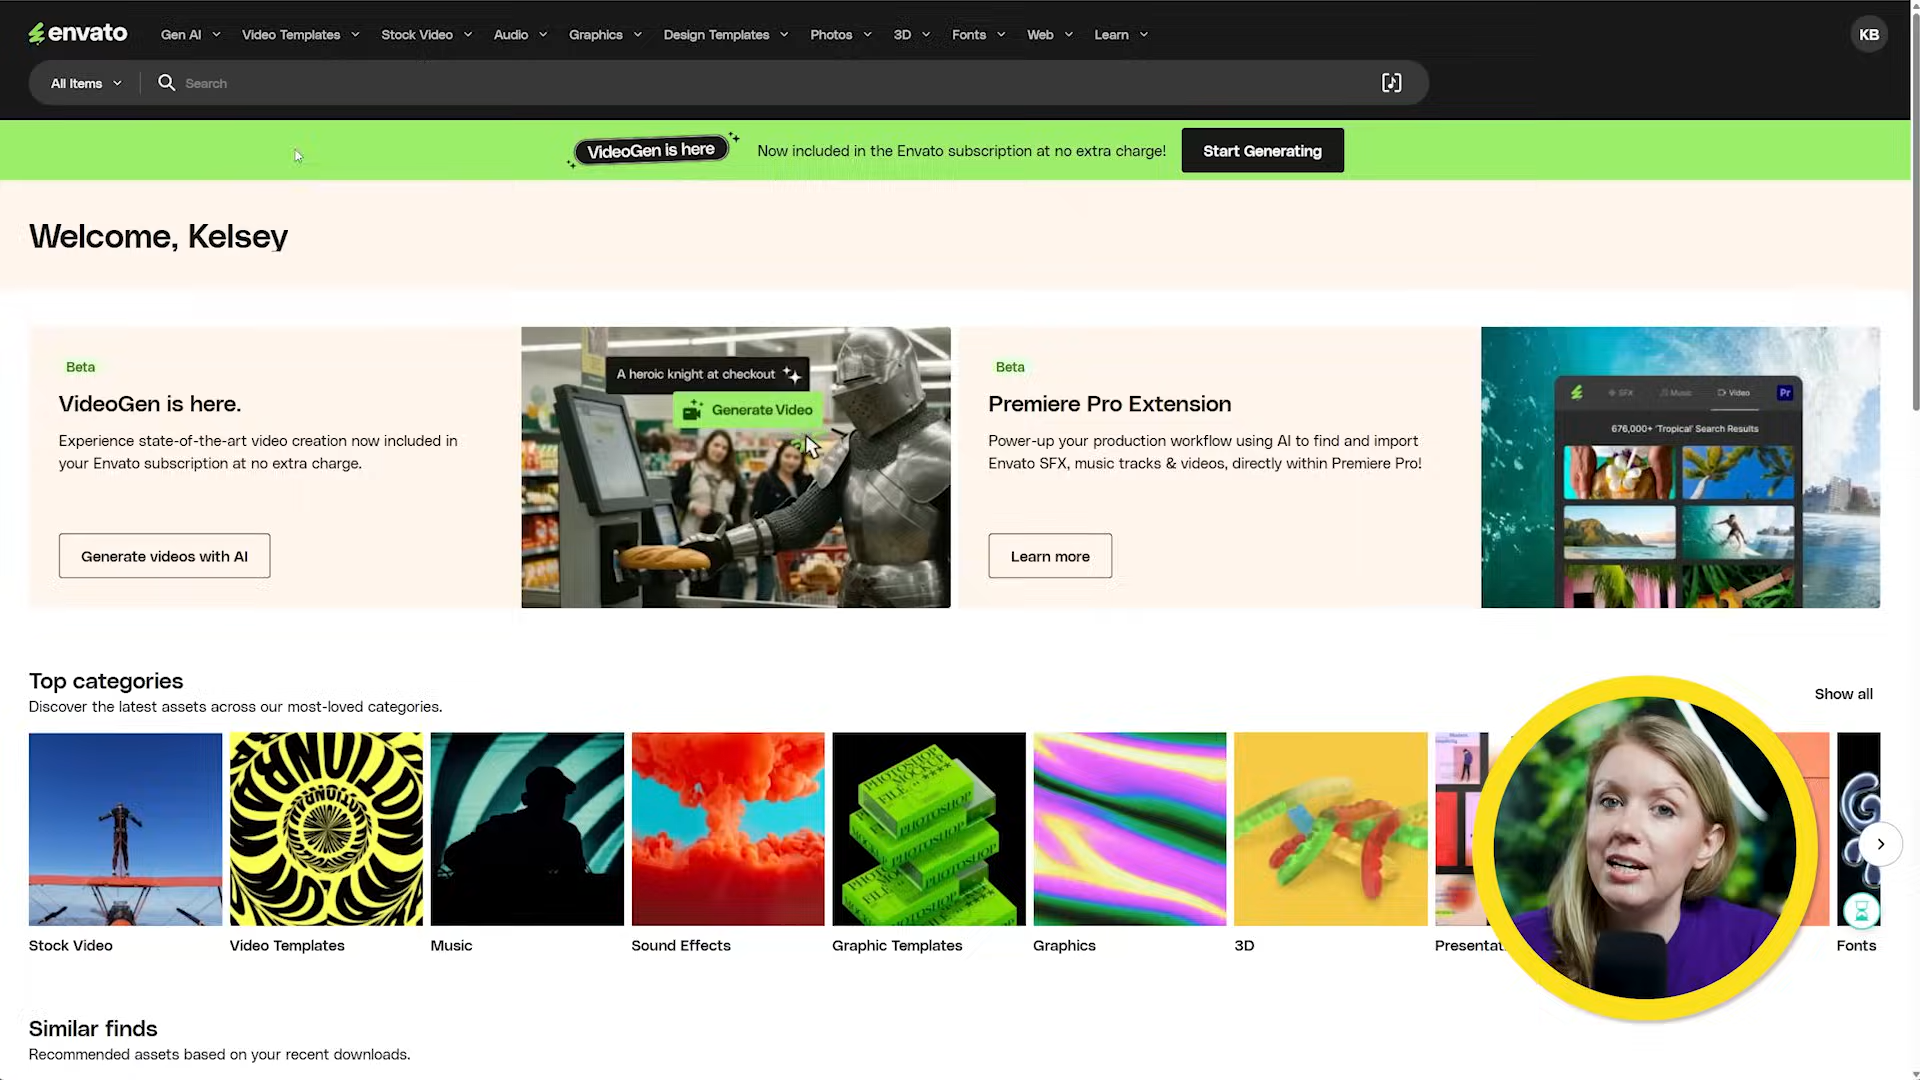 envato
Gen AI
Video Templates
Stock Video
Audio
Graphics
Design Templates
Photos
3D
Fonts
Web
Learn
KB
All Items
Search
VideoGen is here
Now included in the Envato subscription at no extra charge!
Start Generating
Welcome, Kelsey
Beta
VideoGen is here.
Experience state-of-the-art video creation now included in
your Envato subscription at no extra charge.
Generate videos with AI
A heroic knight at checkout
Generate Video
Beta
Premiere Pro Extension
Power-up your production workflow using AI to find and import
Envato SFX, music tracks & videos, directly within Premiere Pro!
Learn more
SFX
Music
Video
Pr
676,000+ 'Tropical' Search Results
Top categories
Discover the latest assets across our most-loved categories.
Show all
PHOTOSHOP
FILE MOCKUP
Stock Video
Video Templates
Music
Sound Effects
Graphic Templates
Graphics
3D
Presentat
Fonts
Similar finds
Recommended assets based on your recent downloads.